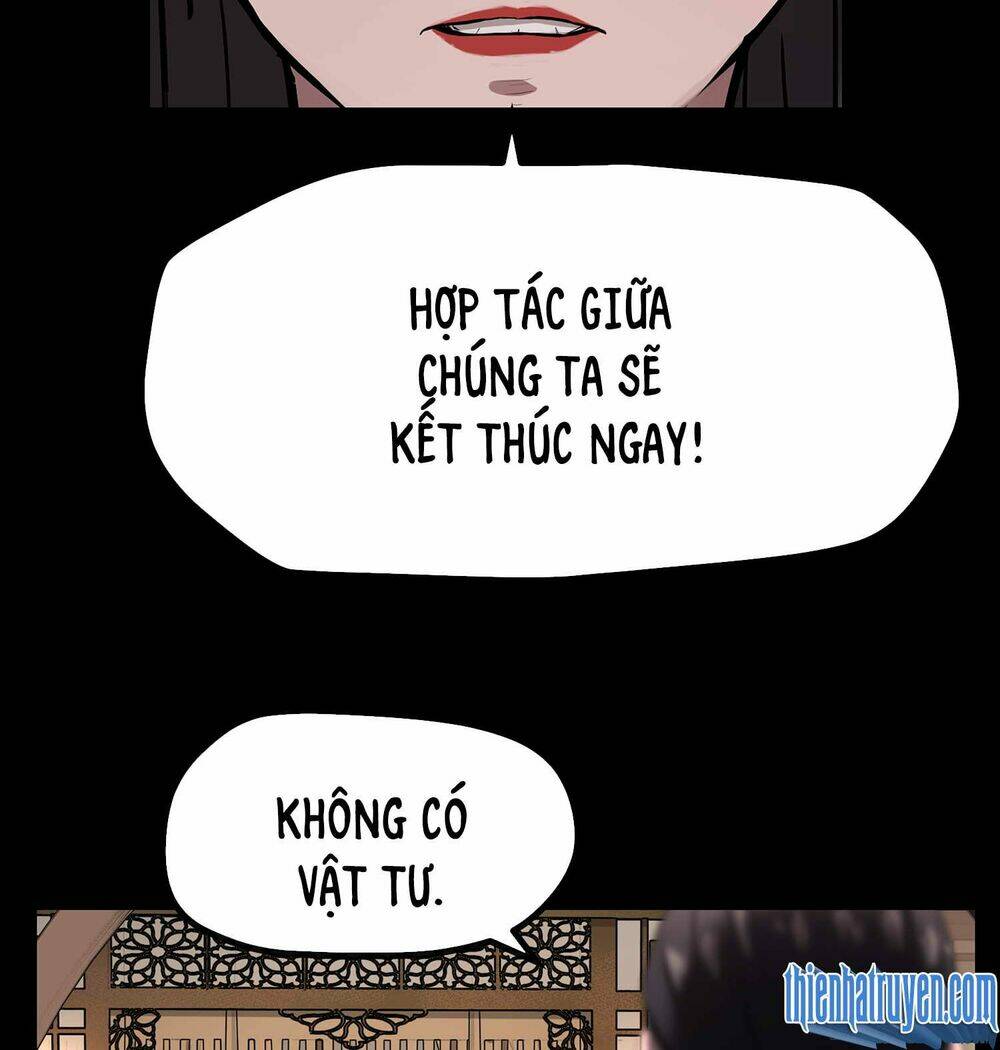 HỢP TÁC GIỮA
CHÚNG TA SẼ
KẾT THÚC NGAY!
KHÔNG CÓ
VẬT TƯ.
thienhatruyen.com